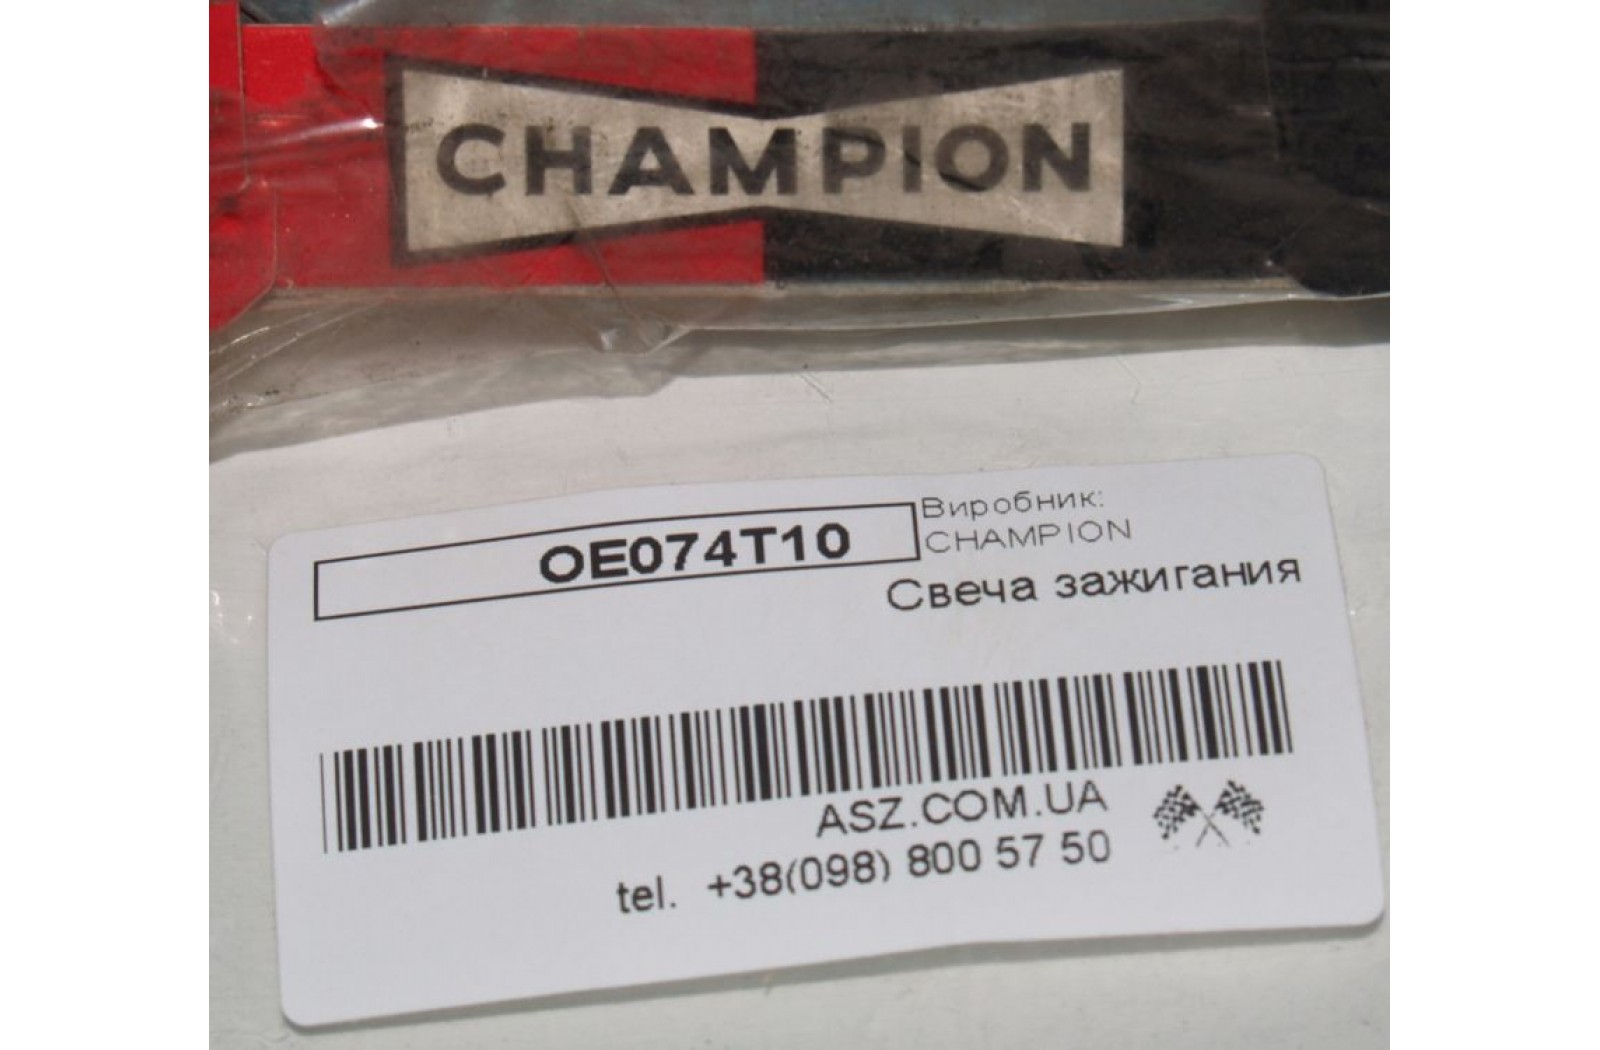 CHAMPION
OE074T10
Виробник:
CHAMPION
Свеча зажигания
ASZ.COM.UA
tel. +38(098) 800 57 50